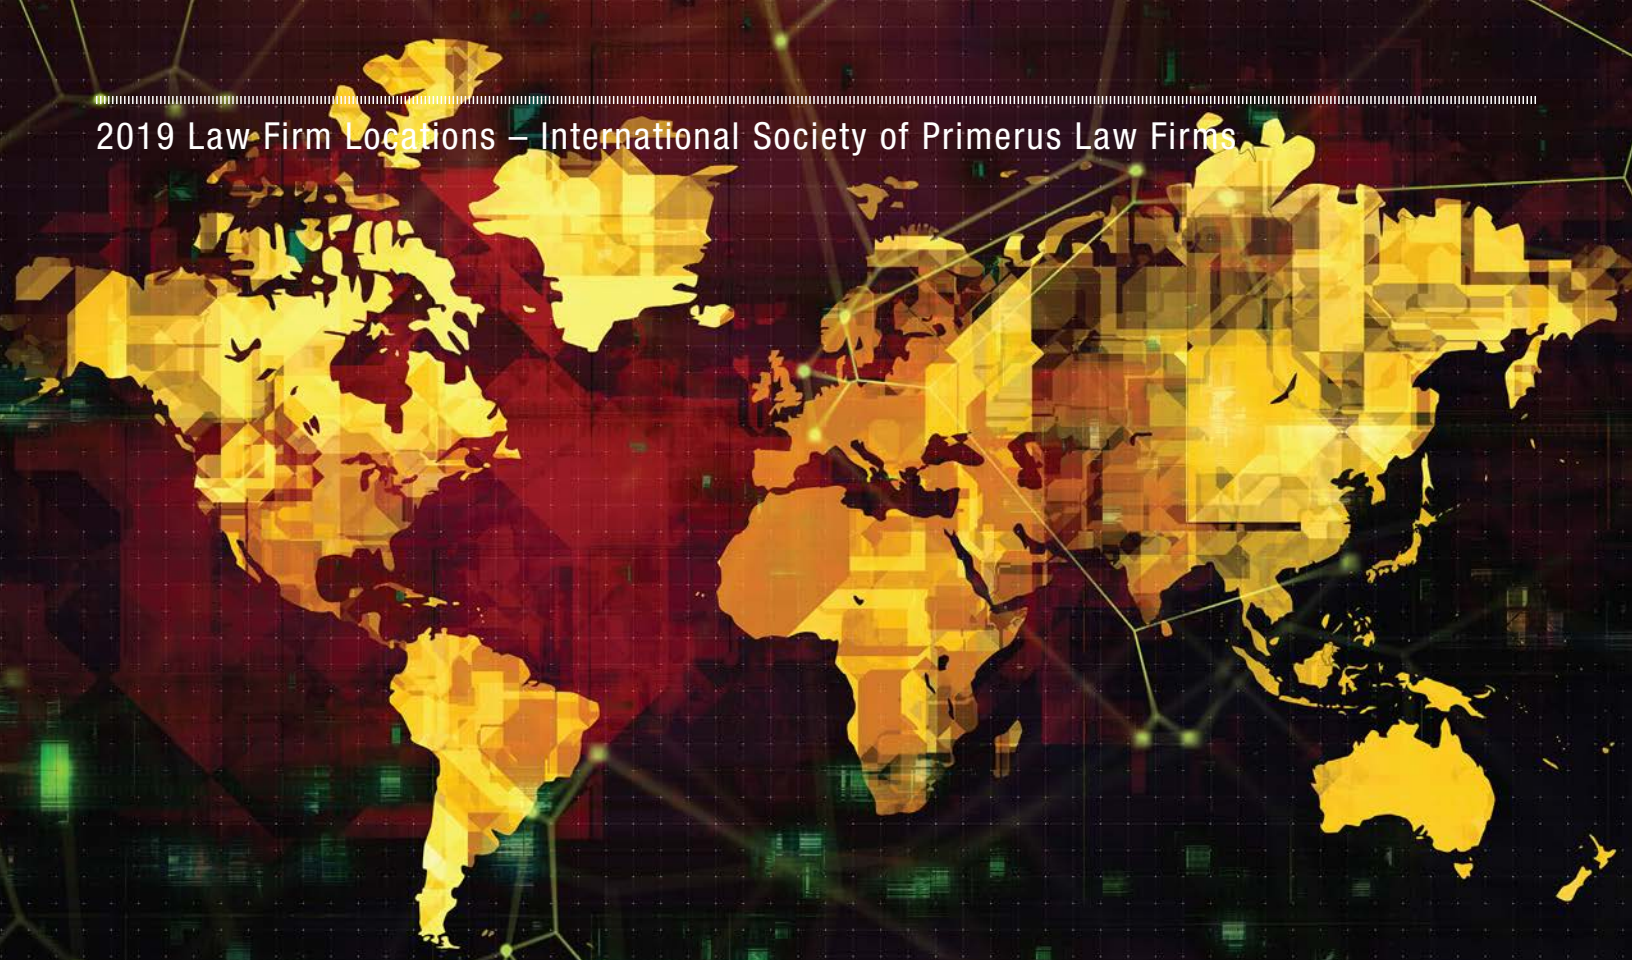 2019 Law Firm Locations – International Society of Primerus Law Firms